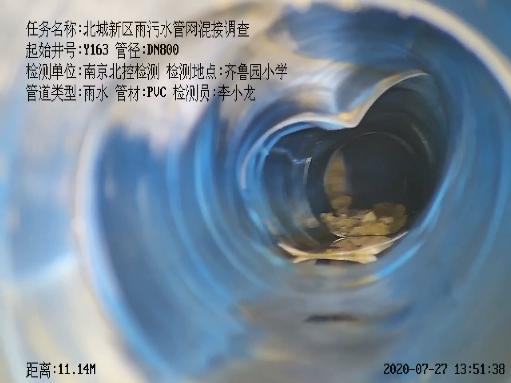 任务名称:北城新区雨污水管网混接调查
起始井号:Y163 管径:DN800
检测单位:南京北控检测 检测地点:齐鲁园小学
管道类型:雨水 管材:PVC 检测员:李小龙
距离:11.14M
2020-07-27 13:51:38